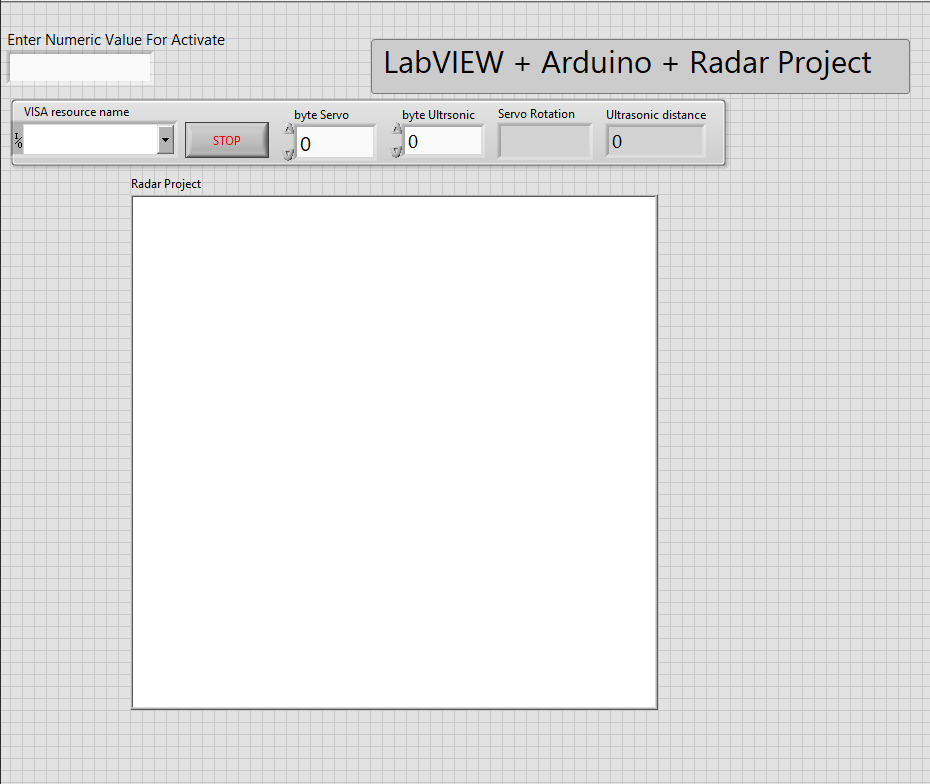 Enter Numeric Value For Activate
LabVIEW + Arduino + Radar Project
VISA resource name
I/O
STOP
byte Servo
0
byte Ultrsonic
0
Servo Rotation
Ultrasonic distance
0
Radar Project